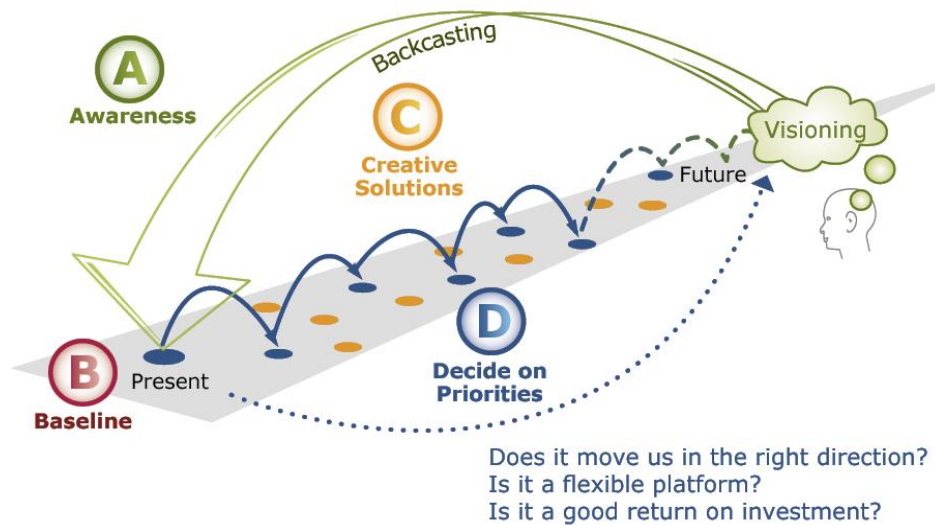 Backcasting
A
Awareness
C
Creative
Solutions
Visioning
Future
B
Baseline
Present
D
Decide on
Priorities
Does it move us in the right direction?
Is it a flexible platform?
Is it a good return on investment?